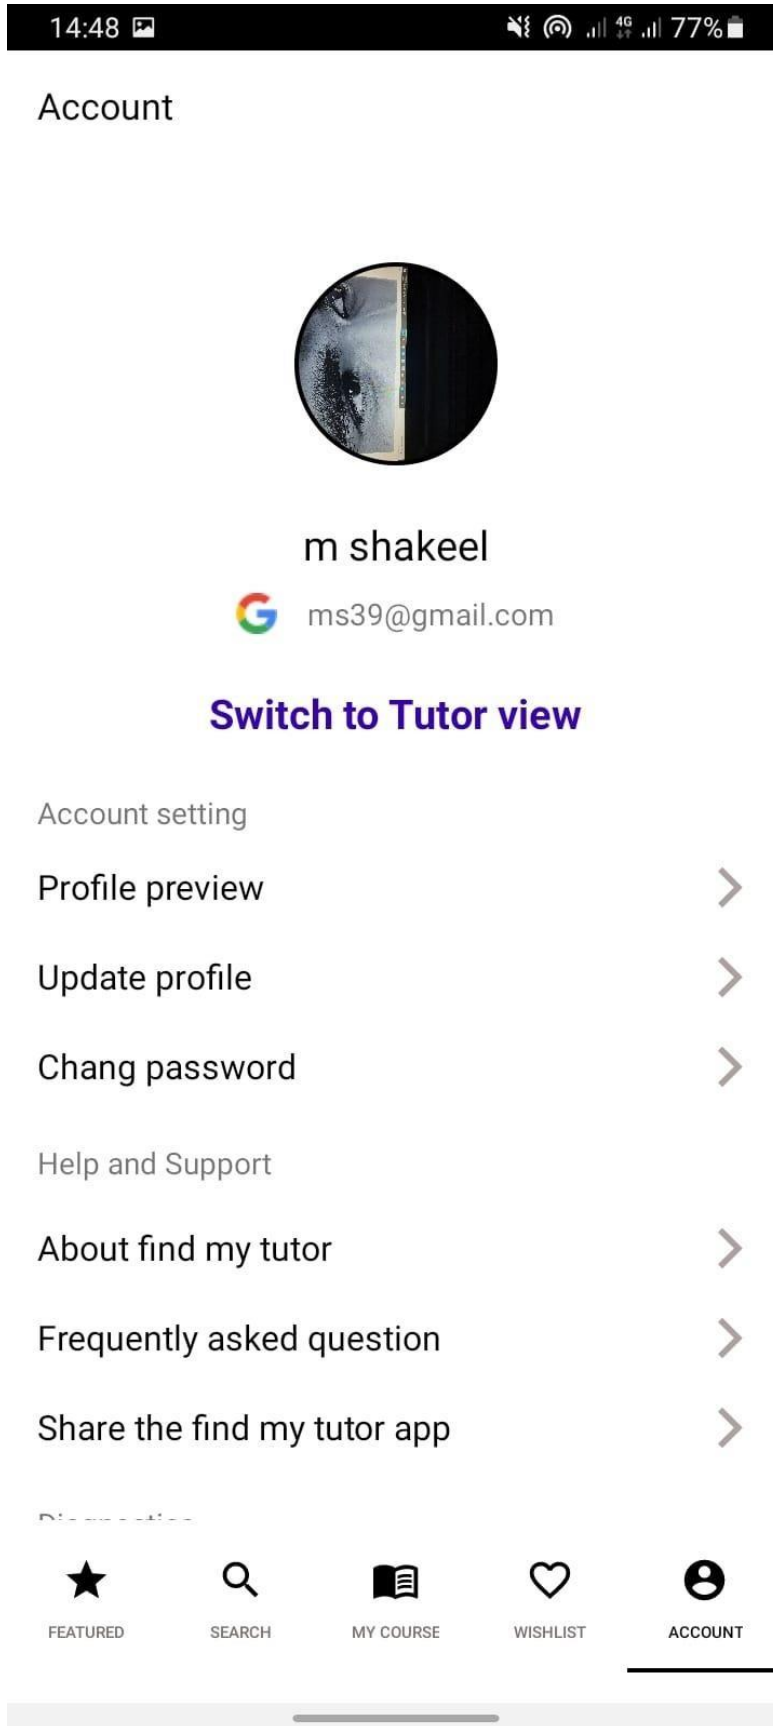 14:48 4G 77%
Account
m shakeel
ms39@gmail.com
Switch to Tutor view
Account setting
Profile preview
Update profile
Chang password
Help and Support
About find my tutor
Frequently asked question
Share the find my tutor app
FEATURED SEARCH MY COURSE WISHLIST ACCOUNT